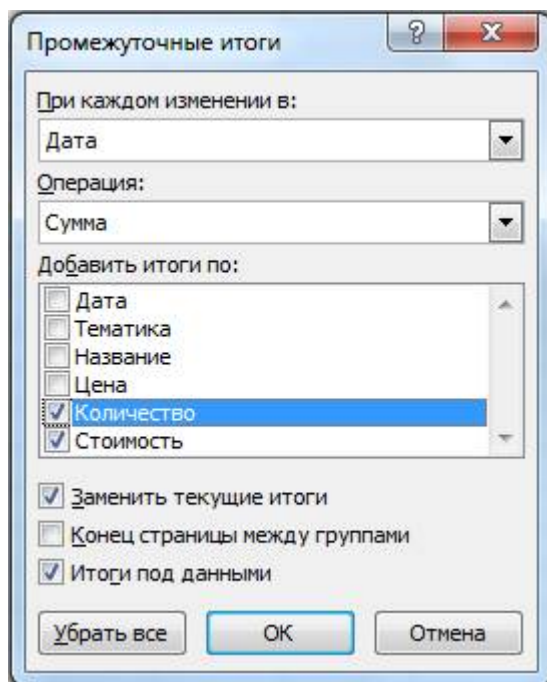 Промежуточные итоги ?
При каждом изменении в:
Дата
Операция:
Сумма
Добавить итоги по:
Дата
Тематика
Название
Цена
Количество
Стоимость
Заменить текущие итоги
Конец страницы между группами
Итоги под данными
Убрать все ОК Отмена